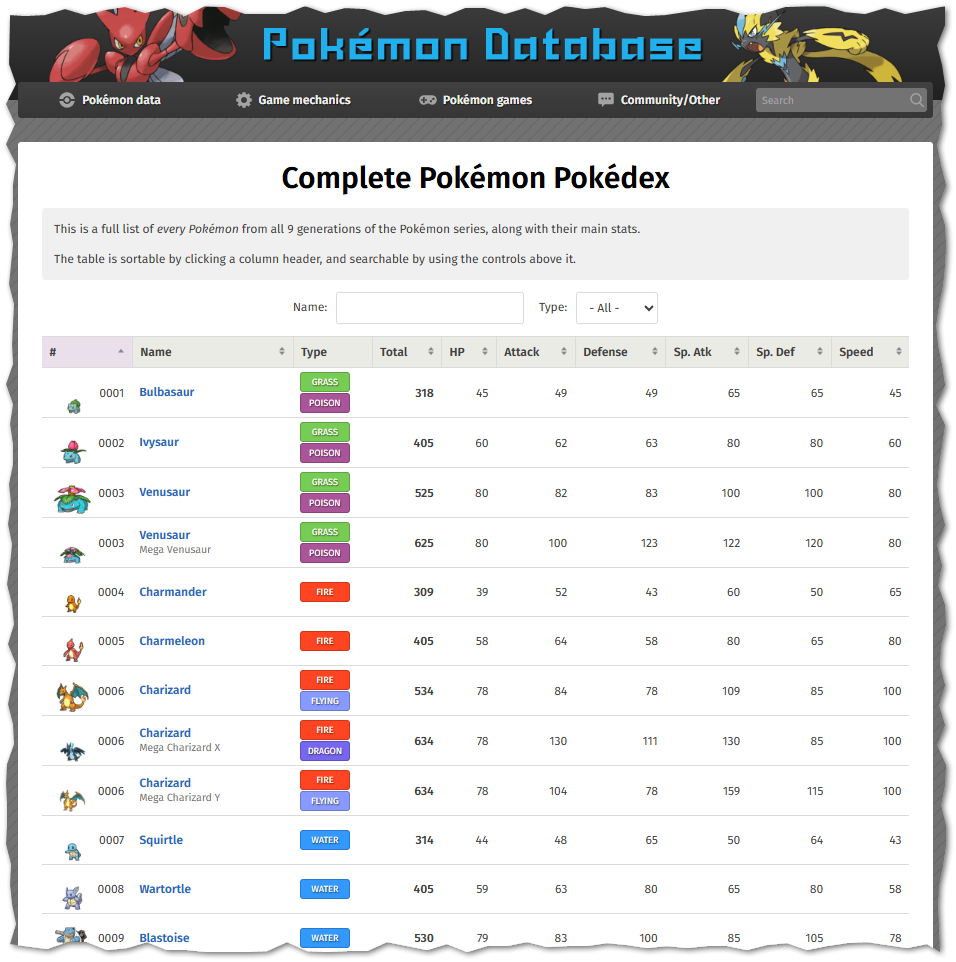 Pokémon Database
Pokémon data Game mechanics Pokémon games Community/Other Search
Complete Pokémon Pokédex
This is a full list of every Pokémon from all 9 generations of the Pokémon series, along with their main stats.
The table is sortable by clicking a column header, and searchable by using the controls above it.
Name: Type: - All -
# Name Type Total HP Attack Defense Sp. Atk Sp. Def Speed
0001 Bulbasaur GRASS POISON 318 45 49 49 65 65 45
0002 Ivysaur GRASS POISON 405 60 62 63 80 80 60
0003 Venusaur GRASS POISON 525 80 82 83 100 100 80
0003 Venusaur Mega Venusaur GRASS POISON 625 80 100 123 122 120 80
0004 Charmander FIRE 309 39 52 43 60 50 65
0005 Charmeleon FIRE 405 58 64 58 80 65 80
0006 Charizard FIRE FLYING 534 78 84 78 109 85 100
0006 Charizard Mega Charizard X FIRE DRAGON 634 78 130 111 130 85 100
0006 Charizard Mega Charizard Y FIRE FLYING 634 78 104 78 159 115 100
0007 Squirtle WATER 314 44 48 65 50 64 43
0008 Wartortle WATER 405 59 63 80 65 80 58
0009 Blastoise WATER 530 79 83 100 85 105 78